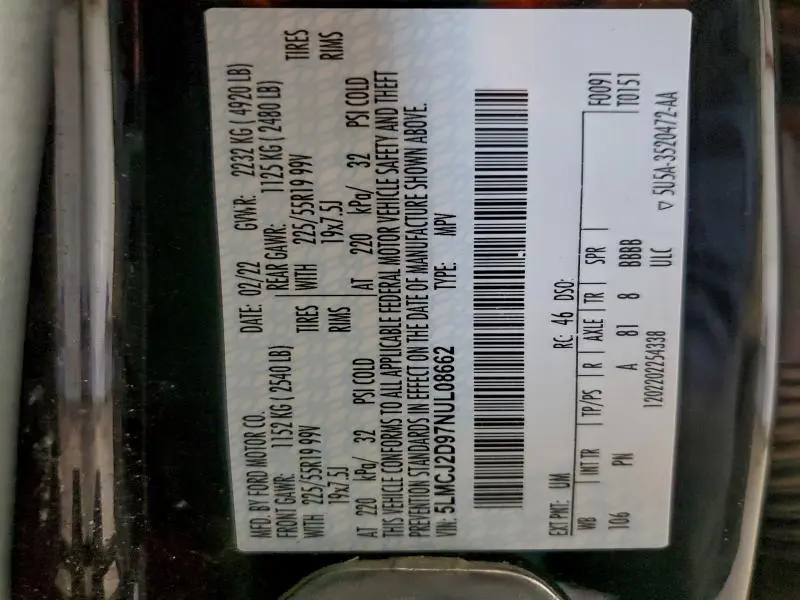 MFD. BY FORD MOTOR CO. DATE: 02/22 GVWR: 2232 KG ( 4920 LB)
FRONT GAWR: 1152 KG ( 2540 LB) REAR GAWR: 1125 KG ( 2480 LB)
WITH 225/55R19 99V TIRES WITH 225/55R19 99V TIRES
19x7.5J RIMS 19x7.5J RIMS
AT 220 kPa/ 32 PSI COLD AT 220 kPa/ 32 PSI COLD
THIS VEHICLE CONFORMS TO ALL APPLICABLE FEDERAL MOTOR VEHICLE SAFETY AND THEFT
PREVENTION STANDARDS IN EFFECT ON THE DATE OF MANUFACTURE SHOWN ABOVE.
VIN: 5LMCJ2D97NUL08662 TYPE: MPV
EXT PNT: UM RC: 46 DSO: F0091
WB INT TR TP/PS R AXLE TR SPR T0151
106 PN A 81 8 BBBB
ULC
1202202254338 ▽ 5U5A-3520472-AA